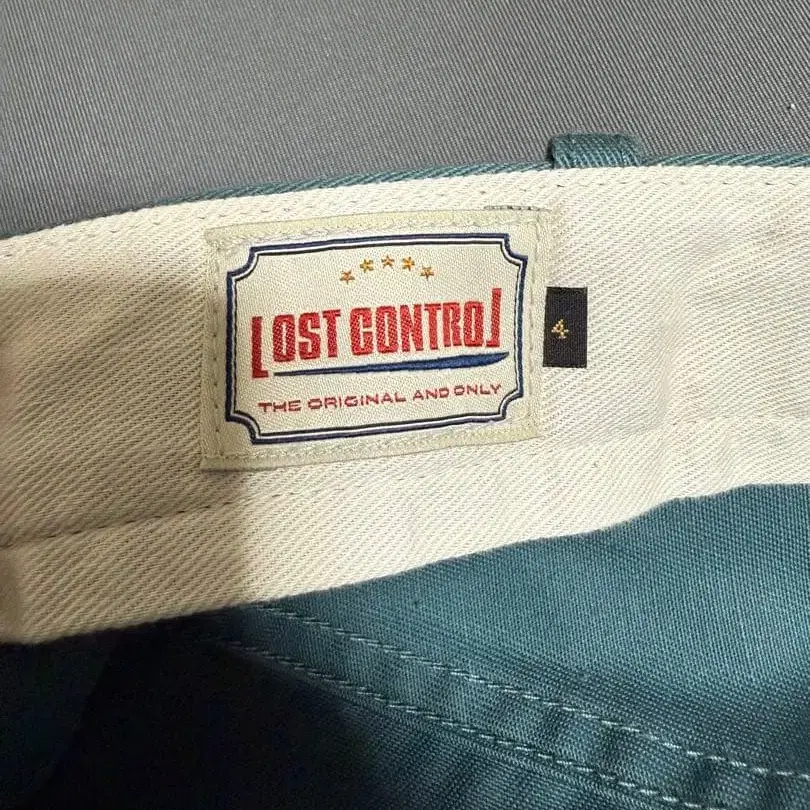 LOST CONTROL
THE ORIGINAL AND ONLY
4